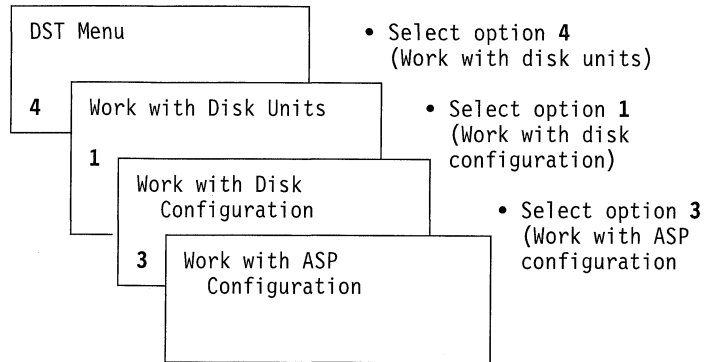 DST Menu
4
Work with Disk Units
1
Work with Disk
Configuration
3
Work with ASP
Configuration
• Select option 4
(Work with disk units)
• Select option 1
(Work with disk
configuration)
• Select option 3
(Work with ASP
configuration